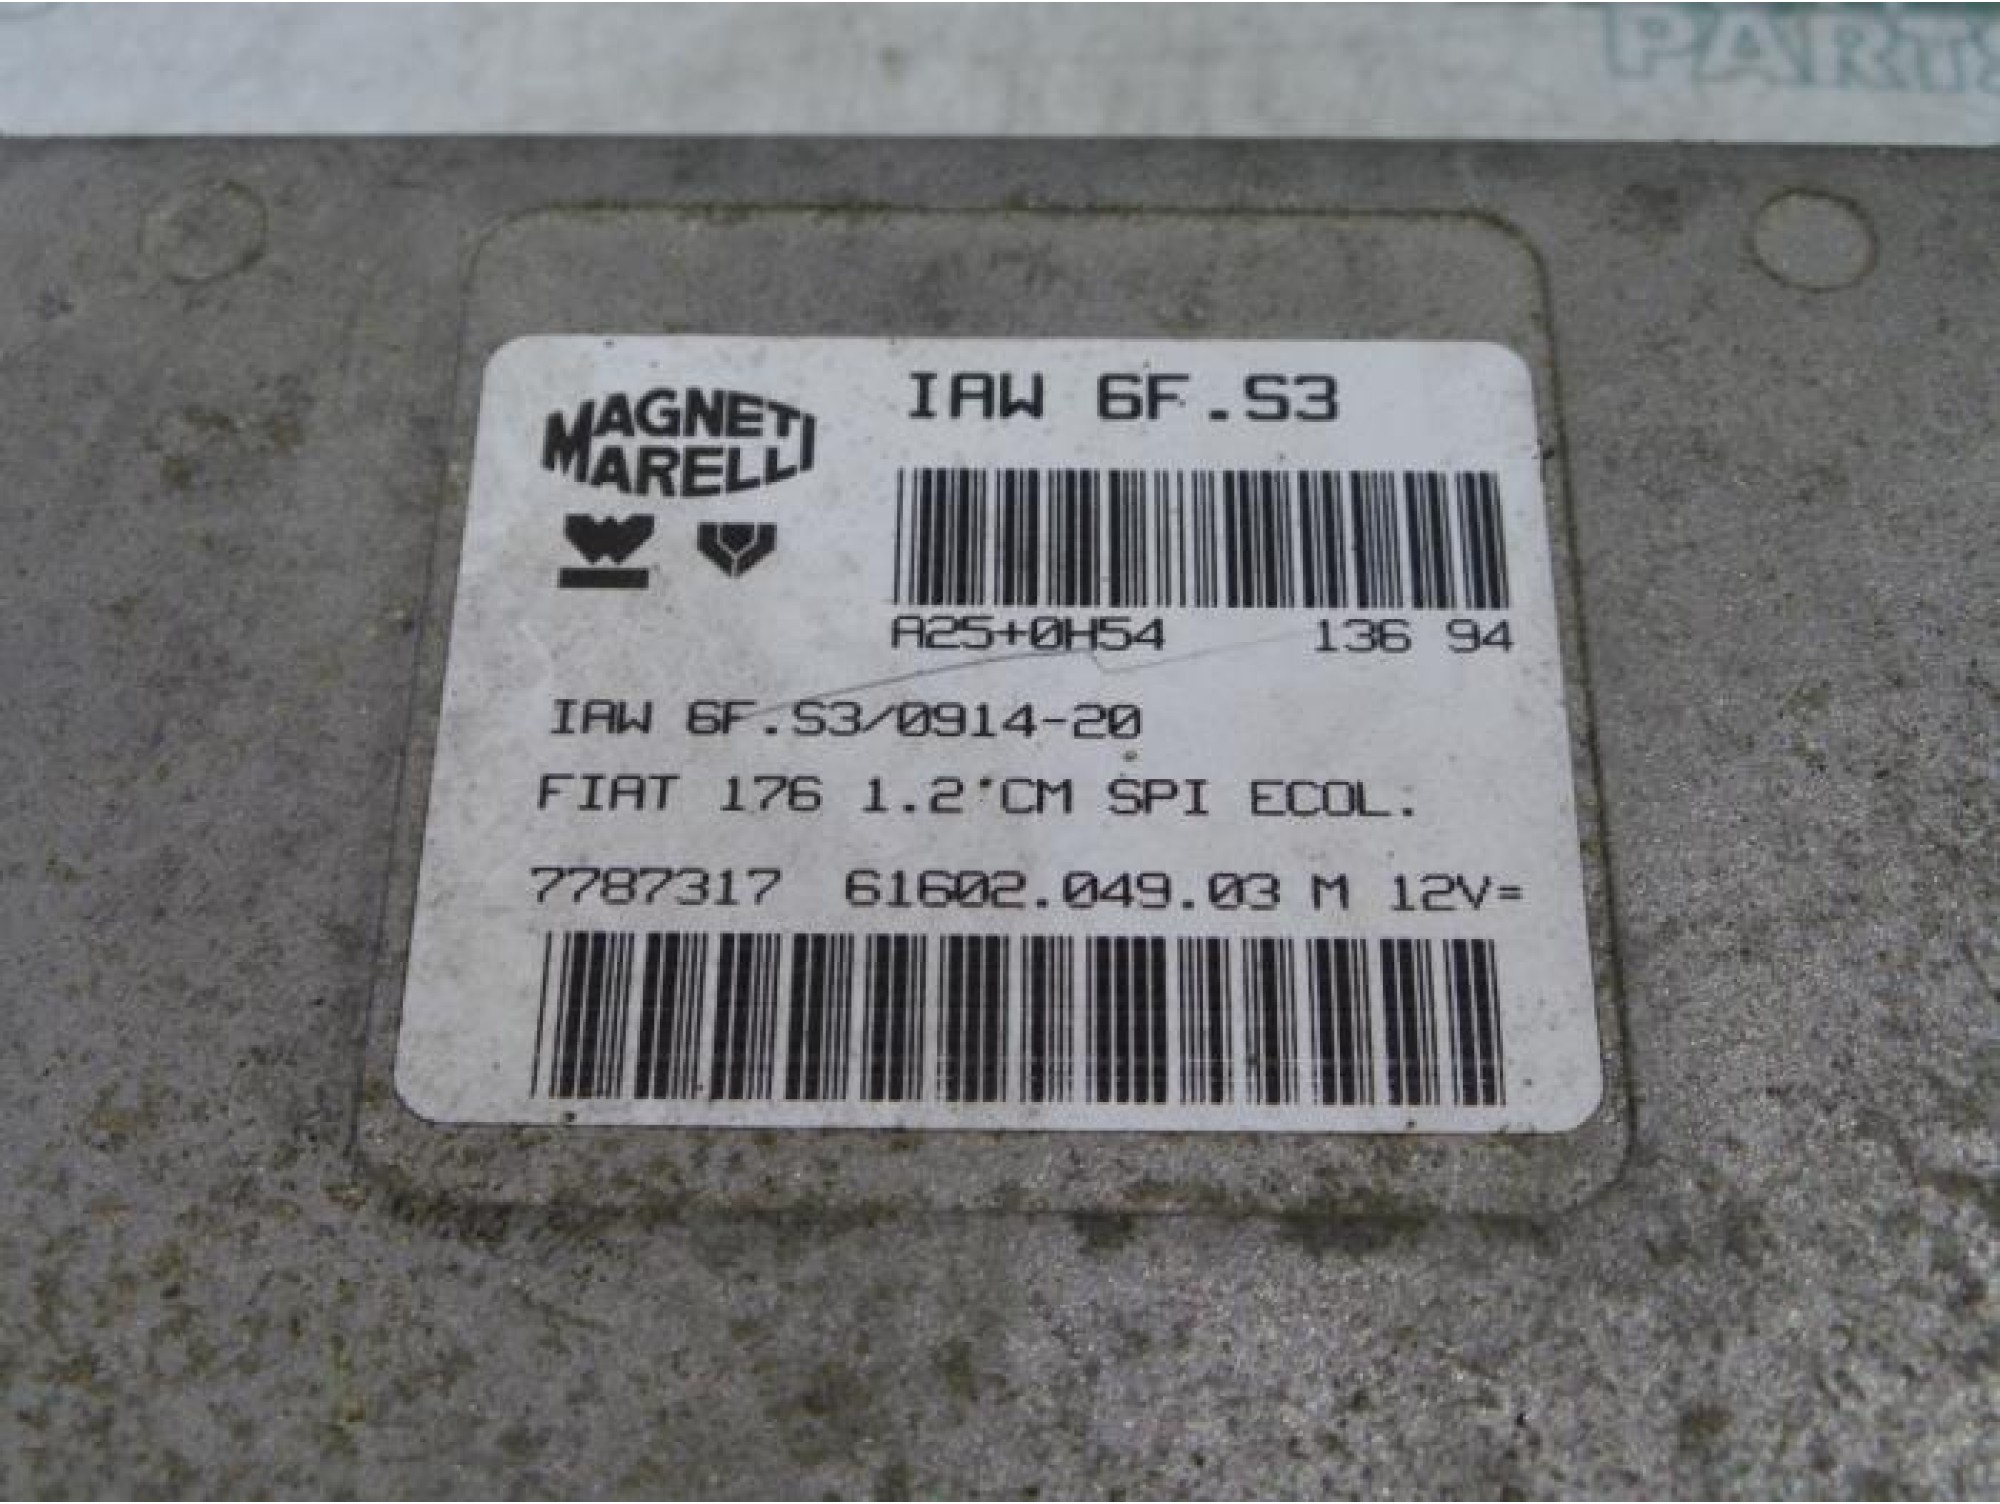 PARTS
MAGNETI
MARELLI
IAW 6F.S3
A25+0H54 136 94
IAW 6F.S3/0914-20
FIAT 176 1.2'CM SPI ECOL.
7787317 61602.049.03 M 12V=